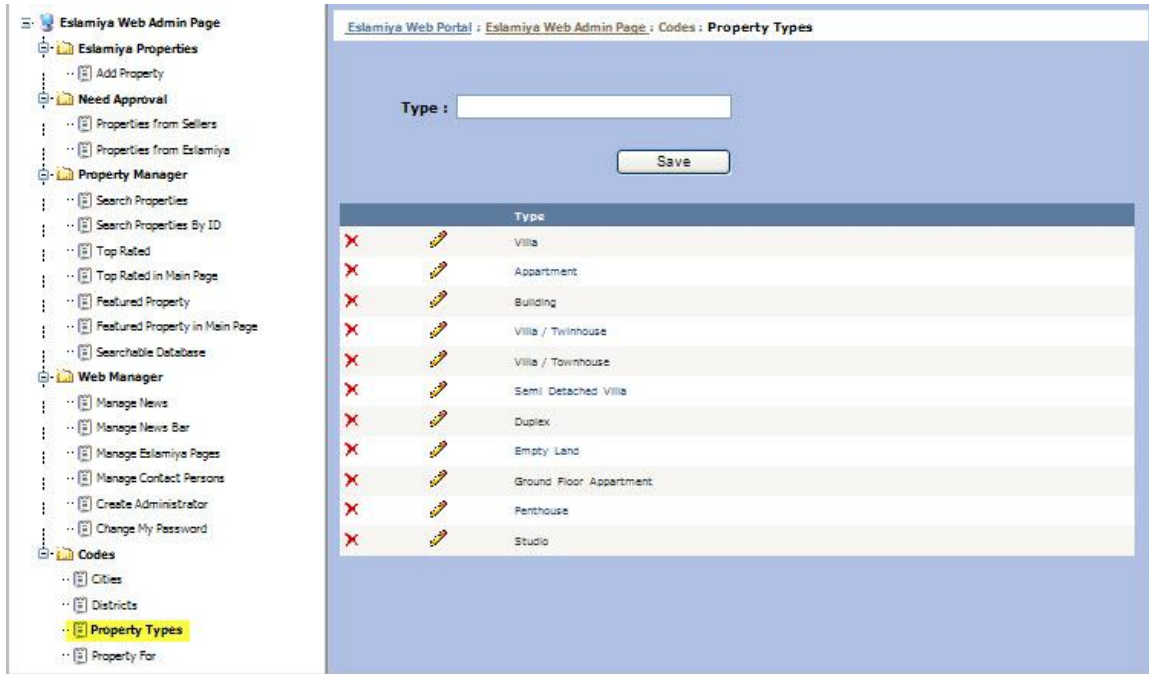 Eslamiya Web Admin Page
Eslamiya Properties
Add Property
Need Approval
Properties from Sellers
Properties from Eslamiya
Property Manager
Search Properties
Search Properties By ID
Top Rated
Top Rated in Main Page
Featured Property
Featured Property in Main Page
Searchable Database
Web Manager
Manage News
Manage News Bar
Manage Eslamiya Pages
Manage Contact Persons
Create Administrator
Change My Password
Codes
Cities
Districts
Property Types
Property For
Eslamiya Web Portal : Eslamiya Web Admin Page : Codes : Property Types
Type :
Save
Type
Villa
Appartment
Building
Villa / Twinhouse
Villa / Townhouse
Semi Detached Villa
Duplex
Empty Land
Ground Floor Appartment
Penthouse
Studio